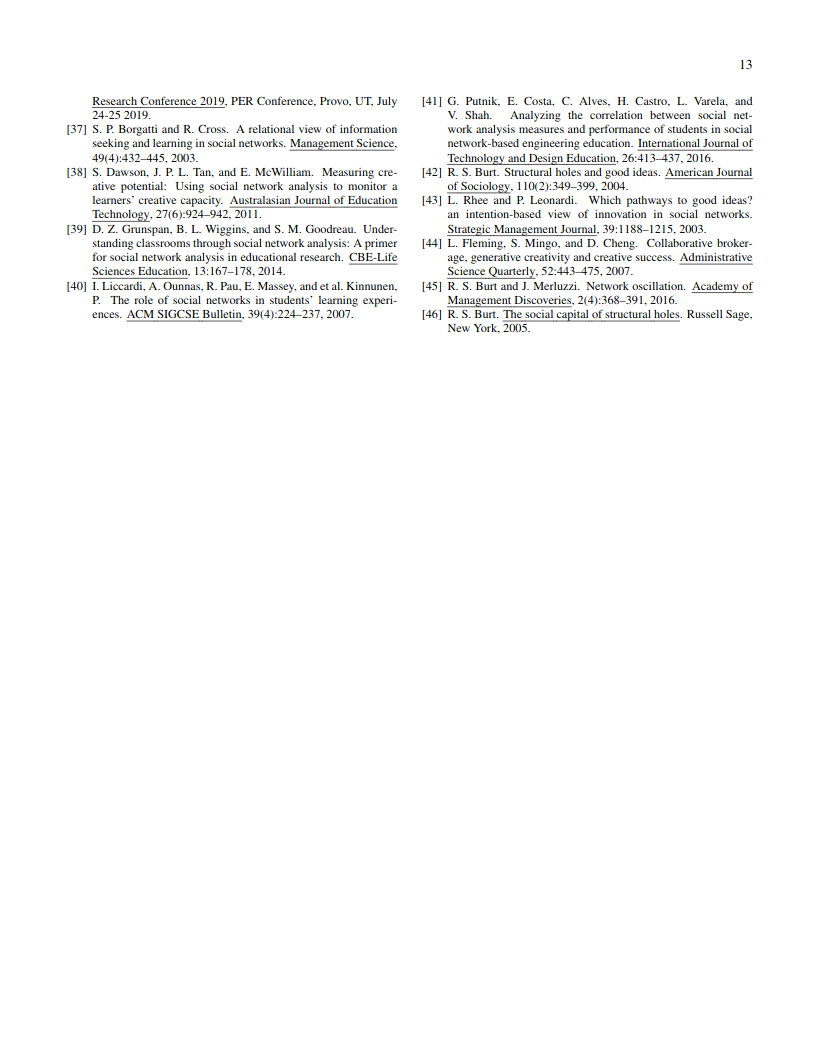 13
Research Conference 2019, PER Conference, Provo, UT, July
24-25 2019.
[37] S. P. Borgatti and R. Cross. A relational view of information
seeking and learning in social networks. Management Science,
49(4):432–445, 2003.
[38] S. Dawson, J. P. L. Tan, and E. McWilliam. Measuring cre-
ative potential: Using social network analysis to monitor a
learners' creative capacity. Australasian Journal of Education
Technology, 27(6):924–942, 2011.
[39] D. Z. Grunspan, B. L. Wiggins, and S. M. Goodreau. Under-
standing classrooms through social network analysis: A primer
for social network analysis in educational research. CBE-Life
Sciences Education, 13:167–178, 2014.
[40] I. Liccardi, A. Ounnas, R. Pau, E. Massey, and et al. Kinnunen,
P. The role of social networks in students' learning experi-
ences. ACM SIGCSE Bulletin, 39(4):224–237, 2007.
[41] G. Putnik, E. Costa, C. Alves, H. Castro, L. Varela, and
V. Shah. Analyzing the correlation between social net-
work analysis measures and performance of students in social
network-based engineering education. International Journal of
Technology and Design Education, 26:413–437, 2016.
[42] R. S. Burt. Structural holes and good ideas. American Journal
of Sociology, 110(2):349–399, 2004.
[43] L. Rhee and P. Leonardi. Which pathways to good ideas?
an intention-based view of innovation in social networks.
Strategic Management Journal, 39:1188–1215, 2003.
[44] L. Fleming, S. Mingo, and D. Cheng. Collaborative broker-
age, generative creativity and creative success. Administrative
Science Quarterly, 52:443–475, 2007.
[45] R. S. Burt and J. Merluzzi. Network oscillation. Academy of
Management Discoveries, 2(4):368–391, 2016.
[46] R. S. Burt. The social capital of structural holes. Russell Sage,
New York, 2005.